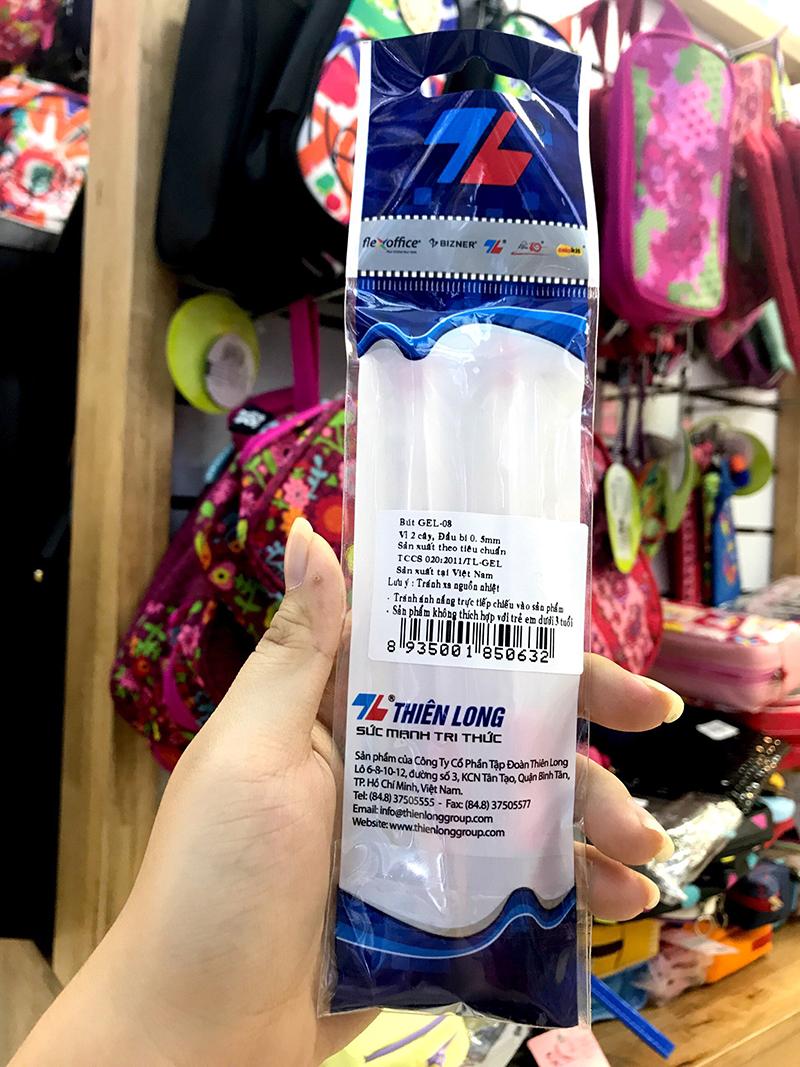 TL
flexoffice
BIZNER TL colokit
Bút GEL-08
Vỉ 2 cây, Đầu bi 0. 5mm
Sản xuất theo tiêu chuẩn
TCCS 020:2011/TL-GEL
Sản xuất tại Việt Nam
Lưu ý : Tránh xa nguồn nhiệt
- Tránh ánh nắng trực tiếp chiếu vào sản phẩm
- Sản phẩm không thích hợp với trẻ em dưới 3 tuổi
8 935001 850632
TL® THIÊN LONG
SỨC MẠNH TRI THỨC
Sản phẩm của Công Ty Cổ Phần Tập Đoàn Thiên Long
Lô 6-8-10-12, đường số 3, KCN Tân Tạo, Quận Bình Tân,
TP. Hồ Chí Minh, Việt Nam.
Tel: (84.8) 37505555 - Fax: (84.8) 37505577
Email: info@thienlonggroup.com
Website: www.thienlonggroup.com